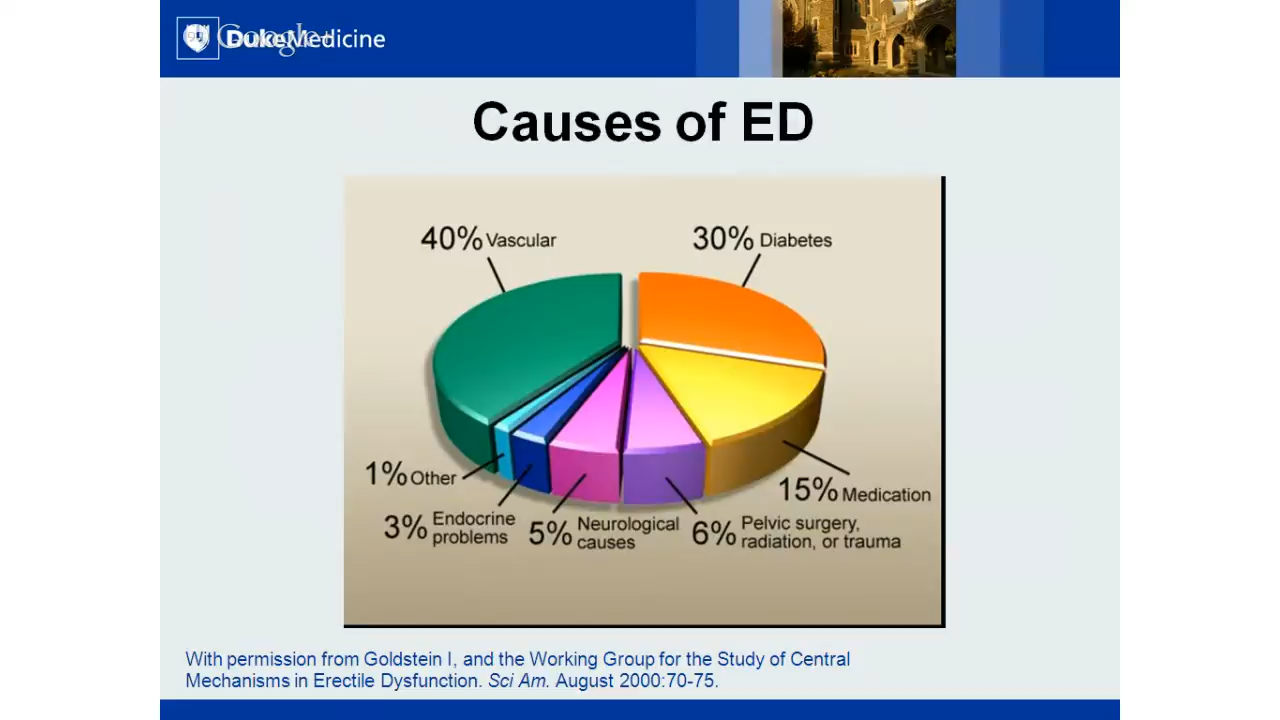 Google+
DukeMedicine
Causes of ED
40% Vascular
30% Diabetes
1% Other
15% Medication
3% Endocrine
problems
5% Neurological
causes
6% Pelvic surgery,
radiation, or trauma
With permission from Goldstein I, and the Working Group for the Study of Central
Mechanisms in Erectile Dysfunction. Sci Am. August 2000:70-75.